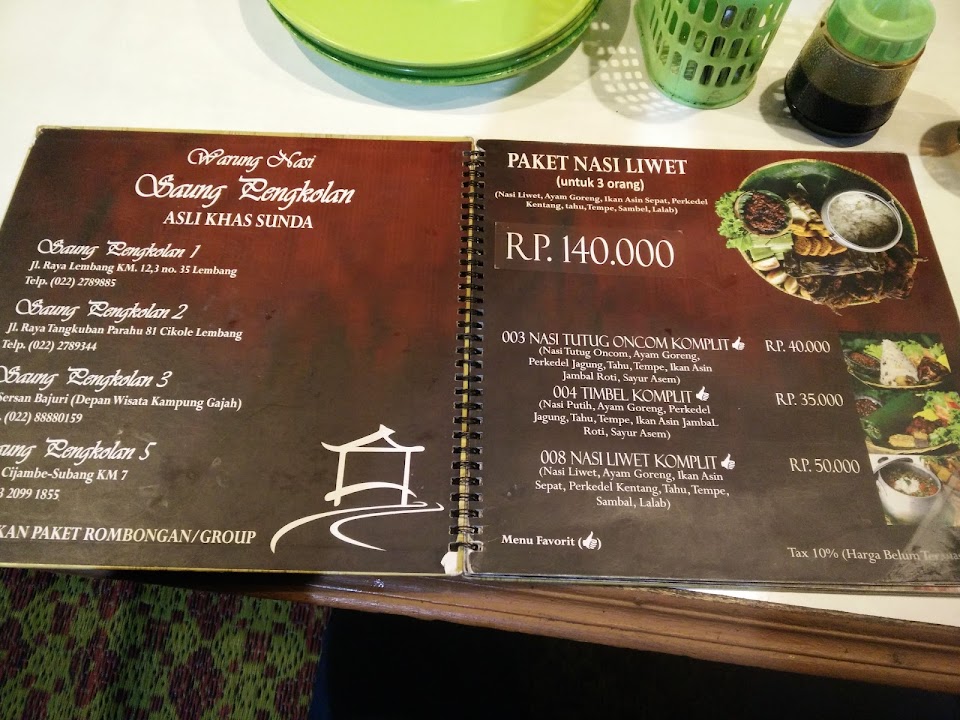 Warung Nasi
Saung Pengkolan
ASLI KHAS SUNDA
Saung Pengkolan 1
Jl. Raya Lembang KM. 12,3 no. 35 Lembang
Telp. (022) 2789885
Saung Pengkolan 2
Jl. Raya Tangkuban Parahu 81 Cikole Lembang
Telp. (022) 2789344
Saung Pengkolan 3
Sersan Bajuri (Depan Wisata Kampung Gajah)
(022) 88880159
Pengkolan 5
Cijambe-Subang KM 7
2099 1855
PAKET ROMBONGAN/GROUP
PAKET NASI LIWET
(untuk 3 orang)
(Nasi Liwet, Ayam Goreng, Ikan Asin Sepat, Perkedel
Kentang, tahu, Tempe, Sambel, Lalab)
RP. 140.000
003 NASI TUTUG ONCOM KOMPLIT RP. 40.000
(Nasi Tutug Oncom, Ayam Goreng,
Perkedel Jagung, Tahu, Tempe, Ikan Asin
Jambal Roti, Sayur Asem)
004 TIMBEL KOMPLIT RP. 35.000
(Nasi Putih, Ayam Goreng, Perkedel
Jagung, Tahu, Tempe, Ikan Asin JambaL
Roti, Sayur Asem)
008 NASI LIWET KOMPLIT RP. 50.000
(Nasi Liwet, Ayam Goreng, Ikan Asin
Sepat, Perkedel Kentang, Tahu, Tempe,
Sambal, Lalab)
Menu Favorit ( )
Tax 10% (Harga Belum